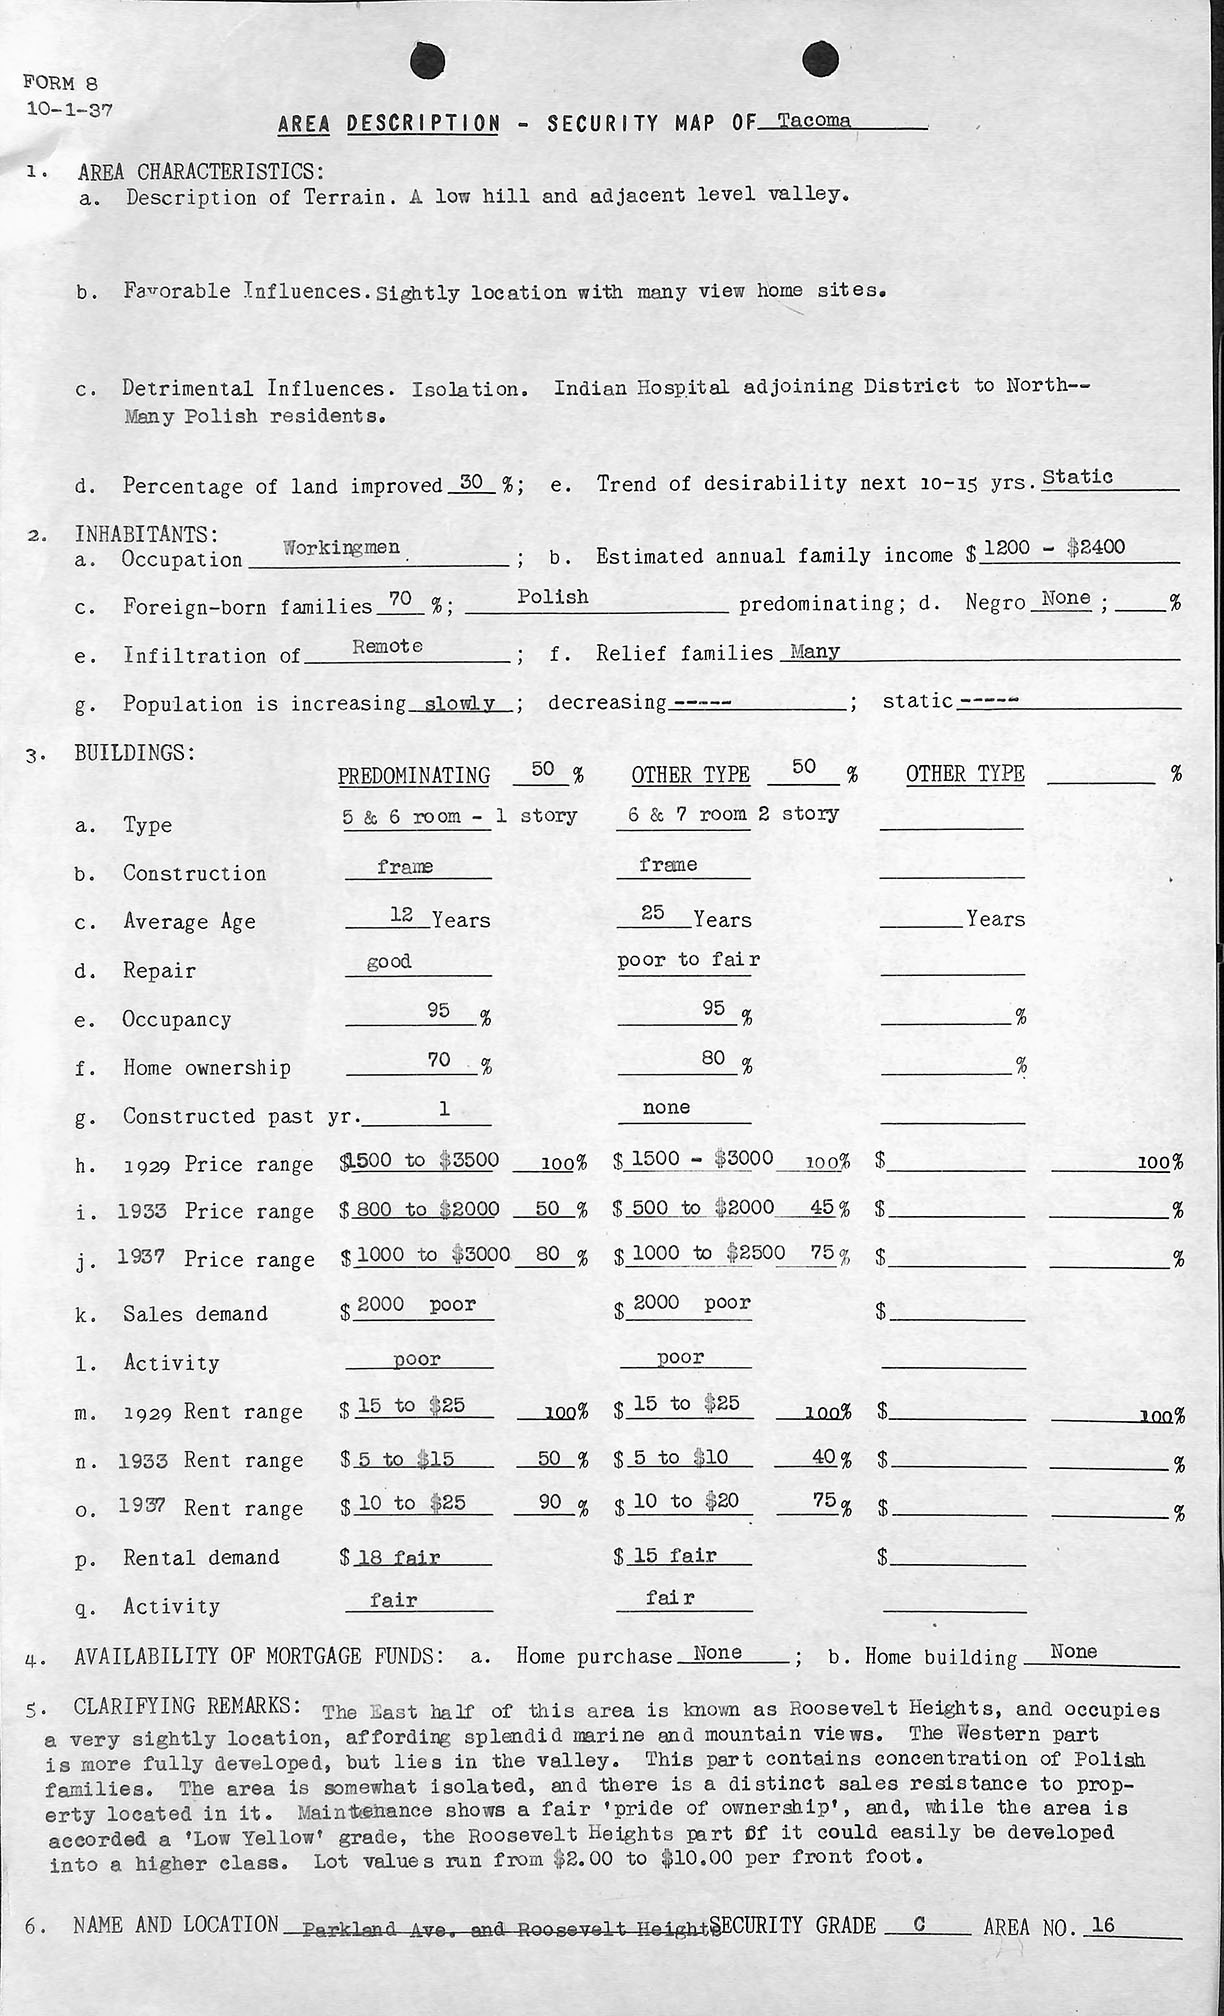 FORM 8
10-1-37
AREA DESCRIPTION - SECURITY MAP OF Tacoma
1. AREA CHARACTERISTICS:
a. Description of Terrain. A low hill and adjacent level valley.
b. Favorable Influences. Sightly location with many view home sites.
c. Detrimental Influences. Isolation. Indian Hospital adjoining District to North--
Many Polish residents.
d. Percentage of land improved 30 %; e. Trend of desirability next 10-15 yrs. Static
2. INHABITANTS:
a. Occupation Workingmen ; b. Estimated annual family income $ 1200 - $2400
c. Foreign-born families 70 %; Polish predominating; d. Negro None ; %
e. Infiltration of Remote ; f. Relief families Many
g. Population is increasing slowly ; decreasing ----- ; static -----
3. BUILDINGS:
PREDOMINATING 50 % OTHER TYPE 50 % OTHER TYPE %
a. Type 5 & 6 room - 1 story 6 & 7 room 2 story
b. Construction frame frame
c. Average Age 12 Years 25 Years Years
d. Repair good poor to fair
e. Occupancy 95 % 95 % %
f. Home ownership 70 % 80 % %
g. Constructed past yr. 1 none
h. 1929 Price range $1500 to $3500 100% $ 1500 - $3000 100% $ 100%
i. 1933 Price range $ 800 to $2000 50 % $ 500 to $2000 45% $ %
j. 1937 Price range $ 1000 to $3000 80 % $ 1000 to $2500 75% $ %
k. Sales demand $ 2000 poor $ 2000 poor $
l. Activity poor poor
m. 1929 Rent range $ 15 to $25 100% $ 15 to $25 100% $ 100%
n. 1933 Rent range $ 5 to $15 50 % $ 5 to $10 40% $ %
o. 1937 Rent range $ 10 to $25 90 % $ 10 to $20 75% $ %
p. Rental demand $ 18 fair $ 15 fair $
q. Activity fair fair
4. AVAILABILITY OF MORTGAGE FUNDS: a. Home purchase None ; b. Home building None
5. CLARIFYING REMARKS: The East half of this area is known as Roosevelt Heights, and occupies
a very sightly location, affording splendid marine and mountain views. The Western part
is more fully developed, but lies in the valley. This part contains concentration of Polish
families. The area is somewhat isolated, and there is a distinct sales resistance to prop-
erty located in it. Maintenance shows a fair 'pride of ownership', and, while the area is
accorded a 'Low Yellow' grade, the Roosevelt Heights part of it could easily be developed
into a higher class. Lot values run from $2.00 to $10.00 per front foot.
6. NAME AND LOCATION Parkland Ave. and Roosevelt Heights SECURITY GRADE C AREA NO. 16